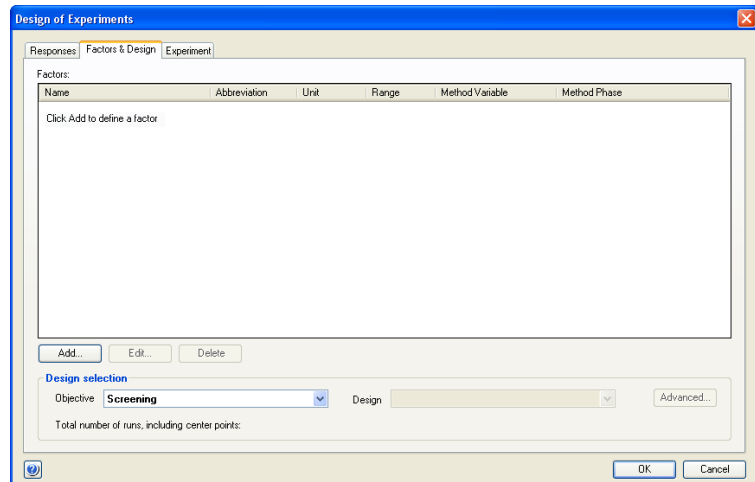 Design of Experiments
Responses Factors & Design Experiment
Factors:
Name Abbreviation Unit Range Method Variable Method Phase
Click Add to define a factor
Add... Edit... Delete
Design selection
Objective Screening Design Advanced...
Total number of runs, including center points:
? OK Cancel